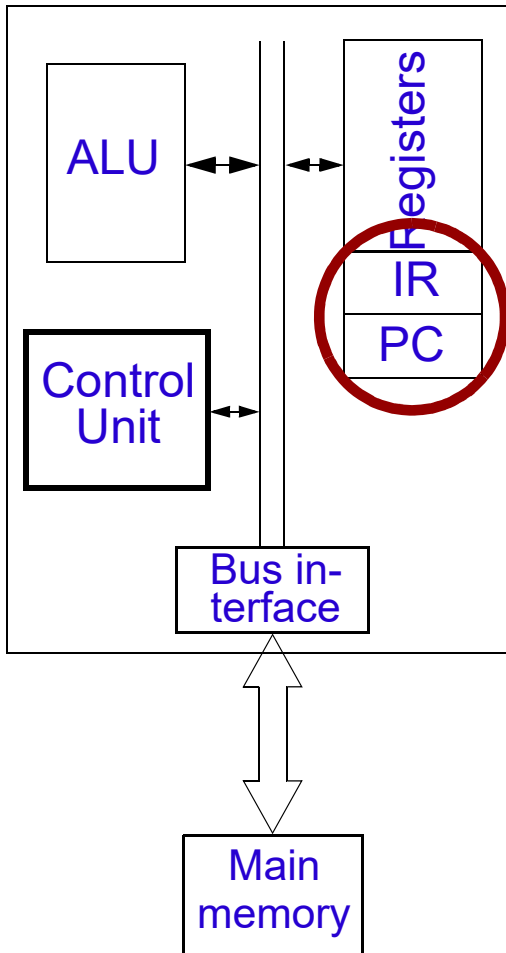 ALU
Registers
IR
PC
Control
Unit
Bus in-
terface
Main
memory